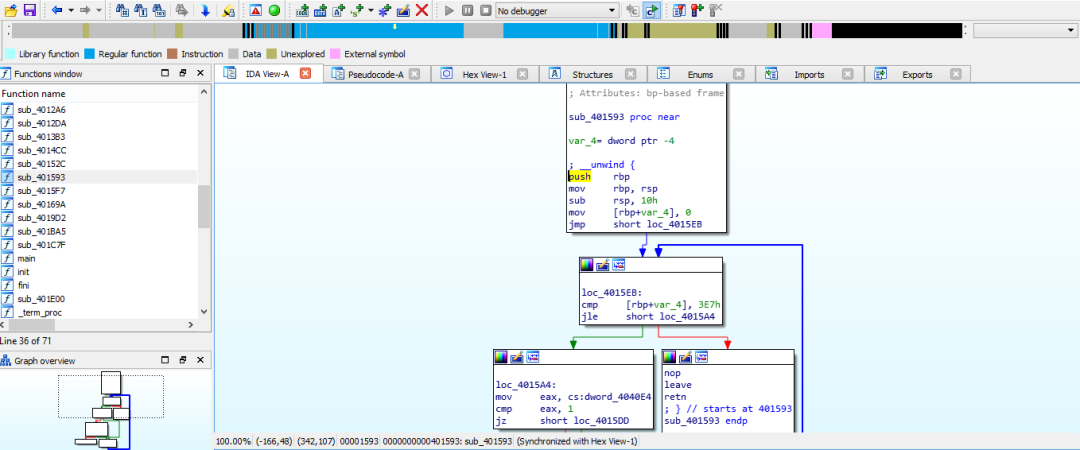 No debugger
Library function Regular function Instruction Data Unexplored External symbol
Functions window
IDA View-A Pseudocode-A Hex View-1 Structures Enums Imports Exports
Function name
sub_4012A6
sub_4012DA
sub_4013B3
sub_4014CC
sub_40152C
sub_401593
sub_4015F7
sub_40169A
sub_4019D2
sub_401BA5
sub_401C7F
main
init
fini
sub_401E00
_term_proc
Line 36 of 71
Graph overview
; Attributes: bp-based frame
sub_401593 proc near
var_4= dword ptr -4
; __unwind {
push rbp
mov rbp, rsp
sub rsp, 10h
mov [rbp+var_4], 0
jmp short loc_4015EB
loc_4015EB:
cmp [rbp+var_4], 3E7h
jle short loc_4015A4
loc_4015A4:
mov eax, cs:dword_4040E4
cmp eax, 1
jz short loc_4015DD
nop
leave
retn
; } // starts at 401593
sub_401593 endp
100.00% (-166,48) (342,107) 00001593 0000000000401593: sub_401593 (Synchronized with Hex View-1)